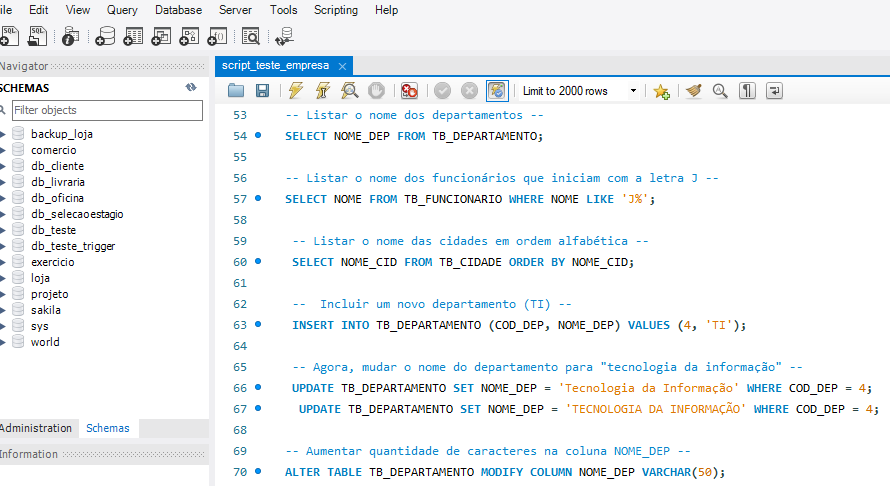 ile Edit View Query Database Server Tools Scripting Help
Navigator
SCHEMAS
Filter objects
backup_loja
comercio
db_cliente
db_livraria
db_oficina
db_selecaoestagio
db_teste
db_teste_trigger
exercicio
loja
projeto
sakila
sys
world
Administration Schemas
Information
script_teste_empresa
Limit to 2000 rows
53 -- Listar o nome dos departamentos --
54 SELECT NOME_DEP FROM TB_DEPARTAMENTO;
55
56 -- Listar o nome dos funcionários que iniciam com a letra J --
57 SELECT NOME FROM TB_FUNCIONARIO WHERE NOME LIKE 'J%';
58
59 -- Listar o nome das cidades em ordem alfabética --
60 SELECT NOME_CID FROM TB_CIDADE ORDER BY NOME_CID;
61
62 --  Incluir um novo departamento (TI) --
63 INSERT INTO TB_DEPARTAMENTO (COD_DEP, NOME_DEP) VALUES (4, 'TI');
64
65 -- Agora, mudar o nome do departamento para "tecnologia da informação" --
66 UPDATE TB_DEPARTAMENTO SET NOME_DEP = 'Tecnologia da Informação' WHERE COD_DEP = 4;
67 UPDATE TB_DEPARTAMENTO SET NOME_DEP = 'TECNOLOGIA DA INFORMAÇÃO' WHERE COD_DEP = 4;
68
69 -- Aumentar quantidade de caracteres na coluna NOME_DEP --
70 ALTER TABLE TB_DEPARTAMENTO MODIFY COLUMN NOME_DEP VARCHAR(50);